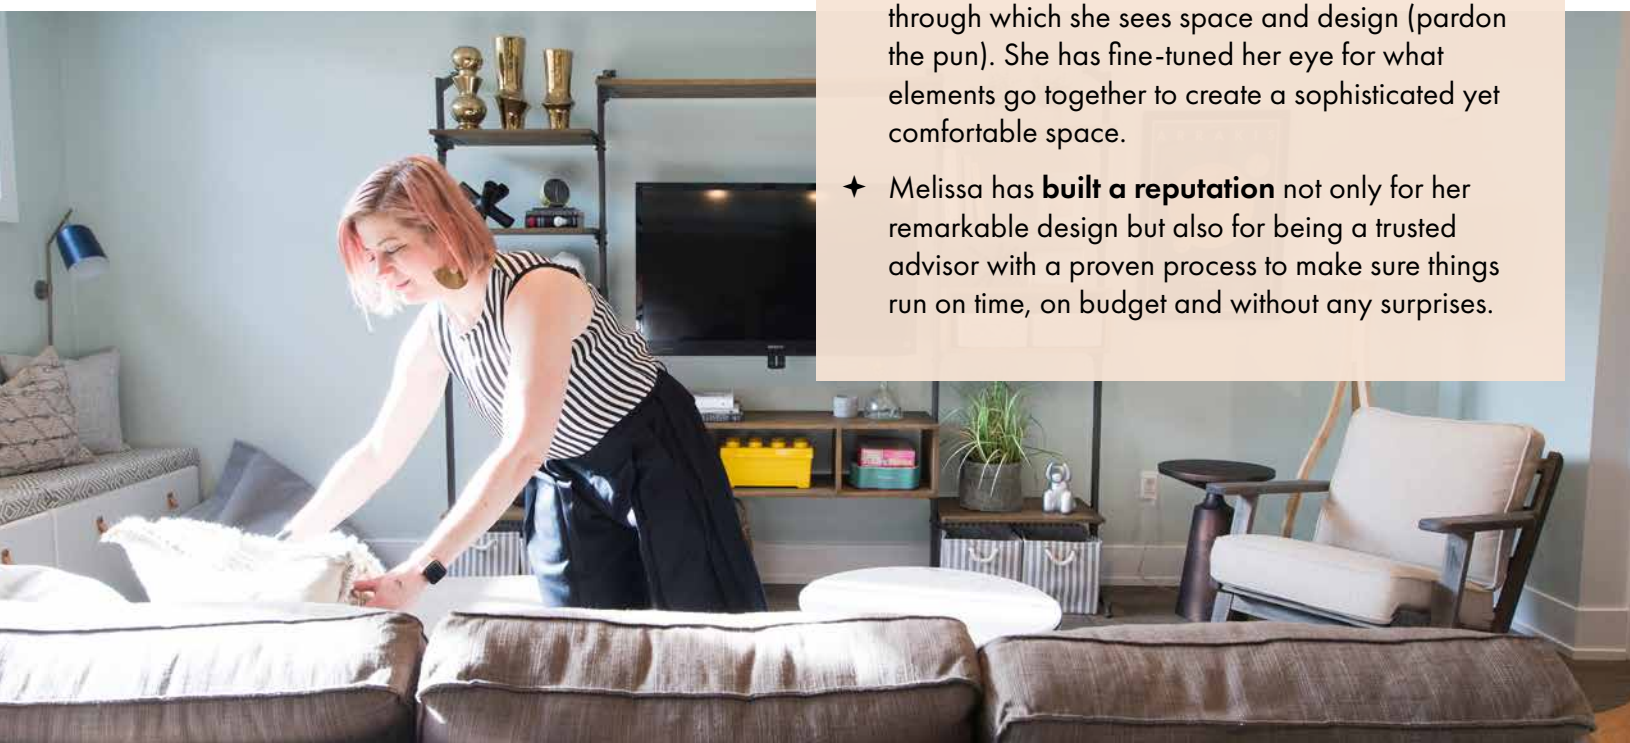 through which she sees space and design (pardon
the pun). She has fine-tuned her eye for what
elements go together to create a sophisticated yet
comfortable space.
Melissa has built a reputation not only for her
remarkable design but also for being a trusted
advisor with a proven process to make sure things
run on time, on budget and without any surprises.